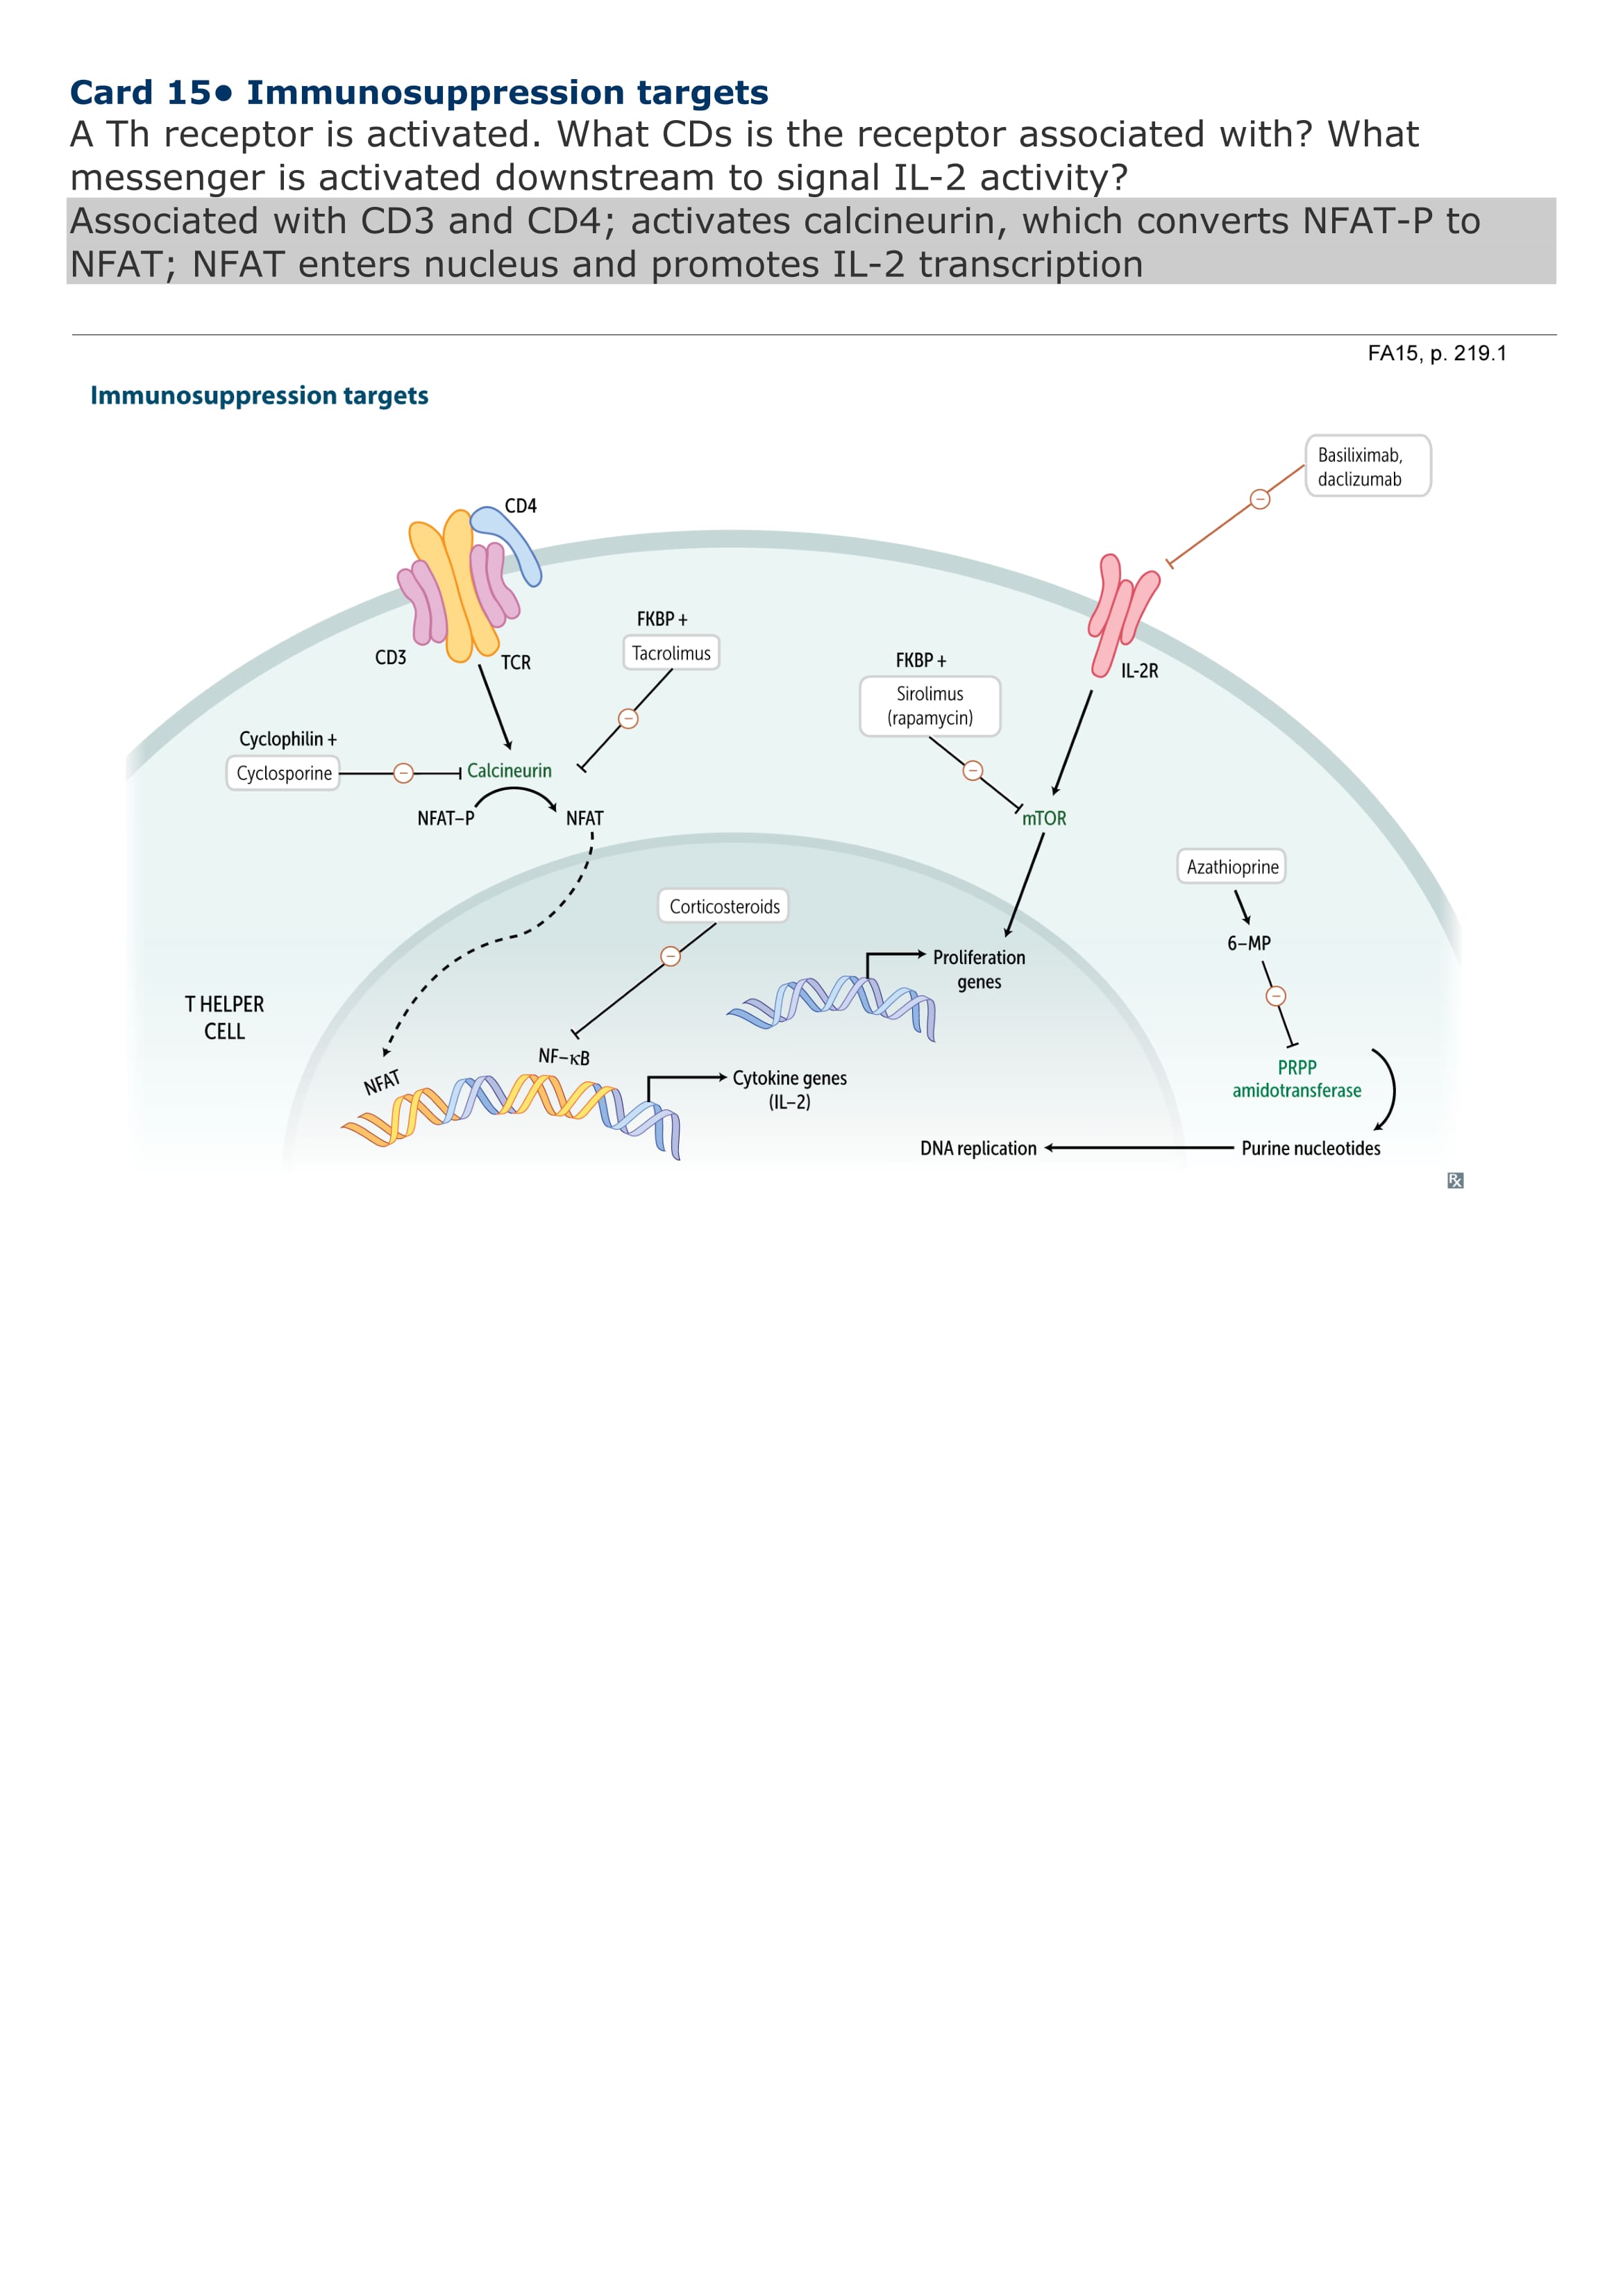 Card 15• Immunosuppression targets
A Th receptor is activated. What CDs is the receptor associated with? What
messenger is activated downstream to signal IL-2 activity?
Associated with CD3 and CD4; activates calcineurin, which converts NFAT-P to
NFAT; NFAT enters nucleus and promotes IL-2 transcription
FA15, p. 219.1
Immunosuppression targets
Basiliximab,
daclizumab
CD4
CD3
TCR
FKBP +
Tacrolimus
FKBP +
Sirolimus
(rapamycin)
IL-2R
Cyclophilin +
Cyclosporine
Calcineurin
NFAT–P
NFAT
mTOR
Azathioprine
Corticosteroids
6–MP
Proliferation
genes
T HELPER
CELL
NF–κB
NFAT
Cytokine genes
(IL–2)
PRPP
amidotransferase
DNA replication
Purine nucleotides
Rx